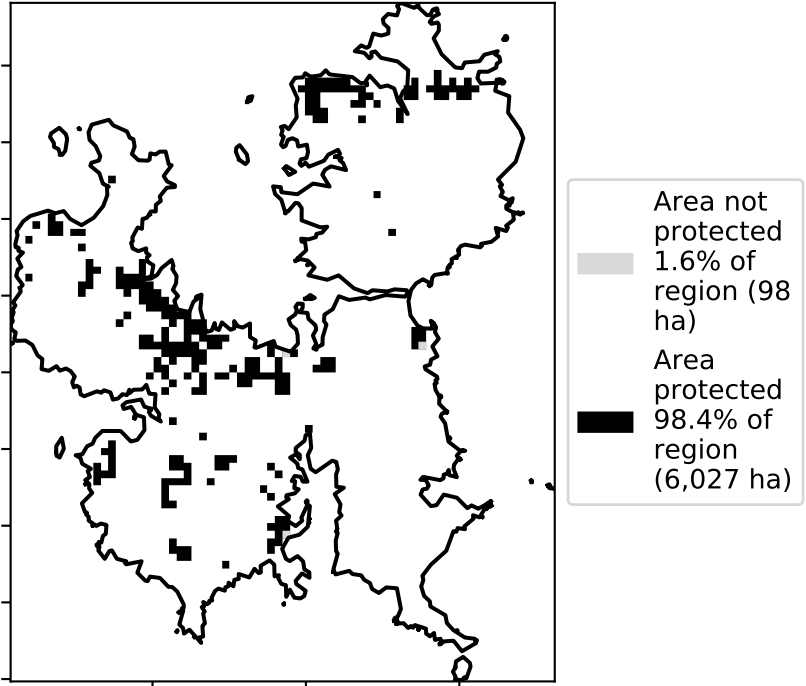 Area not
protected
1.6% of
region (98
ha)
Area
protected
98.4% of
region
(6,027 ha)